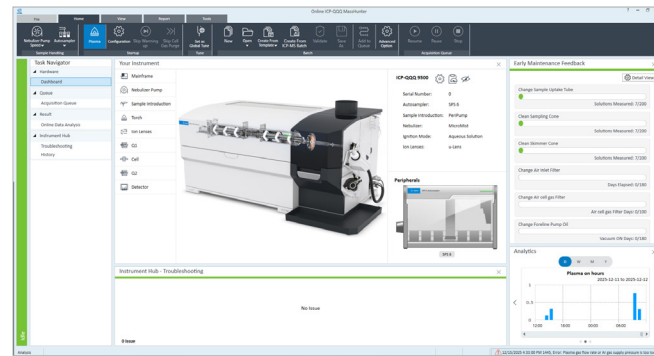 Online ICP-QQQ MassHunter
File
Home
View
Report
Tools
Nebulizer Pump Speed
Autosampler
Plasma
Configuration
Skip Warming up
Skip Cell Gas Purge
Set as Global Tune
New
Open
Create From Template
Create From ICP-MS Batch
Validate
Save As
Add to Queue
Advanced Option
Resume
Pause
Stop
Sample Handling
Startup
Tune
Batch
Acquisition Queue
Task Navigator
Hardware
Dashboard
Queue
Acquisition Queue
Result
Online Data Analysis
Instrument Hub
Troubleshooting
History
Idle
Your Instrument
Mainframe
Sample Introduction
Torch
Ion Lenses
Q1
Cell
Q2
Detector
ICP-QQQ 9500
Serial Number: 0
Autosampler: SPS 6
Sample Introduction: PeriPump
Nebulizer: MicroMist
Ignition Mode: Aqueous Solution
Ion Lenses: u-Lens
Peripherals
SPS 6
Instrument Hub - Troubleshooting
No Issue
0 Issue
Early Maintenance Feedback
Detail View
Change Sample Uptake Tube
Solutions Measured: 7/200
Clean Sampling Cone
Solutions Measured: 7/200
Clean Skimmer Cone
Solutions Measured: 7/200
Change Air Inlet Filter
Days Elapsed: 0/180
Change Air cell gas Filter
Air cell gas Filter Days: 0/180
Change Foreline Pump Oil
Vacuum ON Days: 0/180
Analytics
D W M Y
Plasma on hours
2025-12-11 to 2025-12-12
1
0.5
0
12:00 18:00 00:00 06:00
Analysis